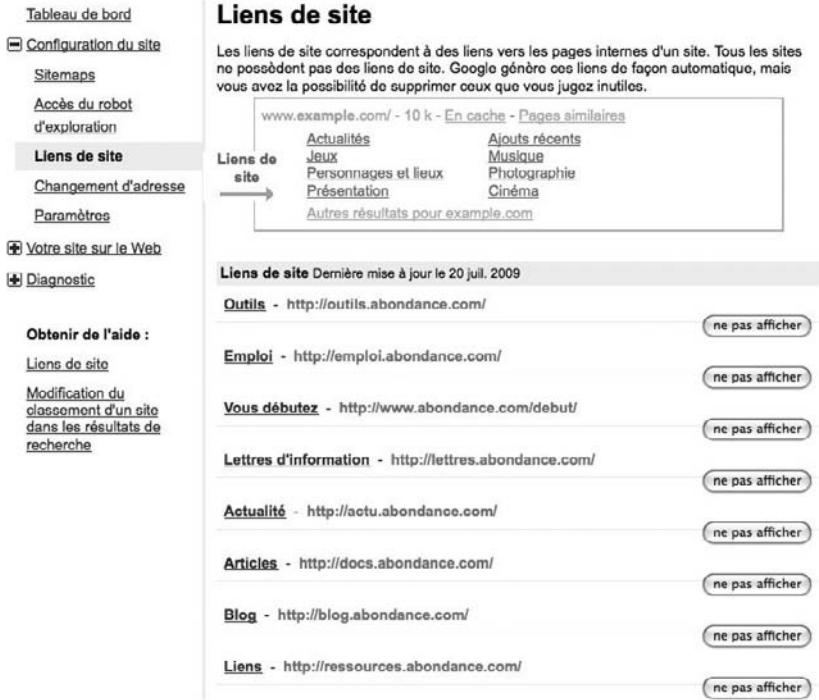 Tableau de bord
Configuration du site
Sitemaps
Accès du robot
d'exploration
Liens de site
Changement d'adresse
Paramètres
Votre site sur le Web
Diagnostic
Obtenir de l'aide :
Liens de site
Modification du
classement d'un site
dans les résultats de
recherche
Liens de site
Les liens de site correspondent à des liens vers les pages internes d'un site. Tous les sites
ne possèdent pas des liens de site. Google génère ces liens de façon automatique, mais
vous avez la possibilité de supprimer ceux que vous jugez inutiles.
www.example.com/ - 10 k - En cache - Pages similaires
Liens de
site
Actualités Ajouts récents
Jeux Musique
Personnages et lieux Photographie
Présentation Cinéma
Autres résultats pour example.com
Liens de site Dernière mise à jour le 20 juil. 2009
Outils - http://outils.abondance.com/
ne pas afficher
Emploi - http://emploi.abondance.com/
ne pas afficher
Vous débutez - http://www.abondance.com/debut/
ne pas afficher
Lettres d'information - http://lettres.abondance.com/
ne pas afficher
Actualité - http://actu.abondance.com/
ne pas afficher
Articles - http://docs.abondance.com/
ne pas afficher
Blog - http://blog.abondance.com/
ne pas afficher
Liens - http://ressources.abondance.com/
ne pas afficher